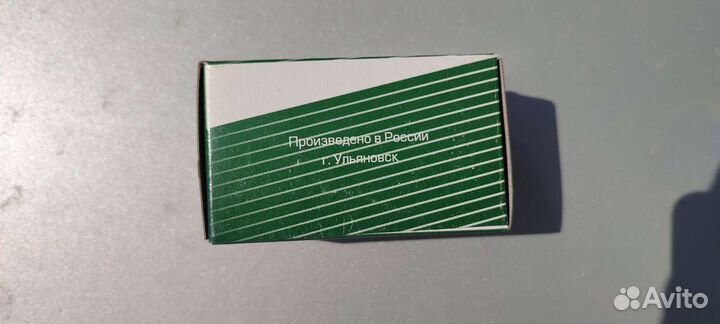 Произведено в России
г. Ульяновск
Avito